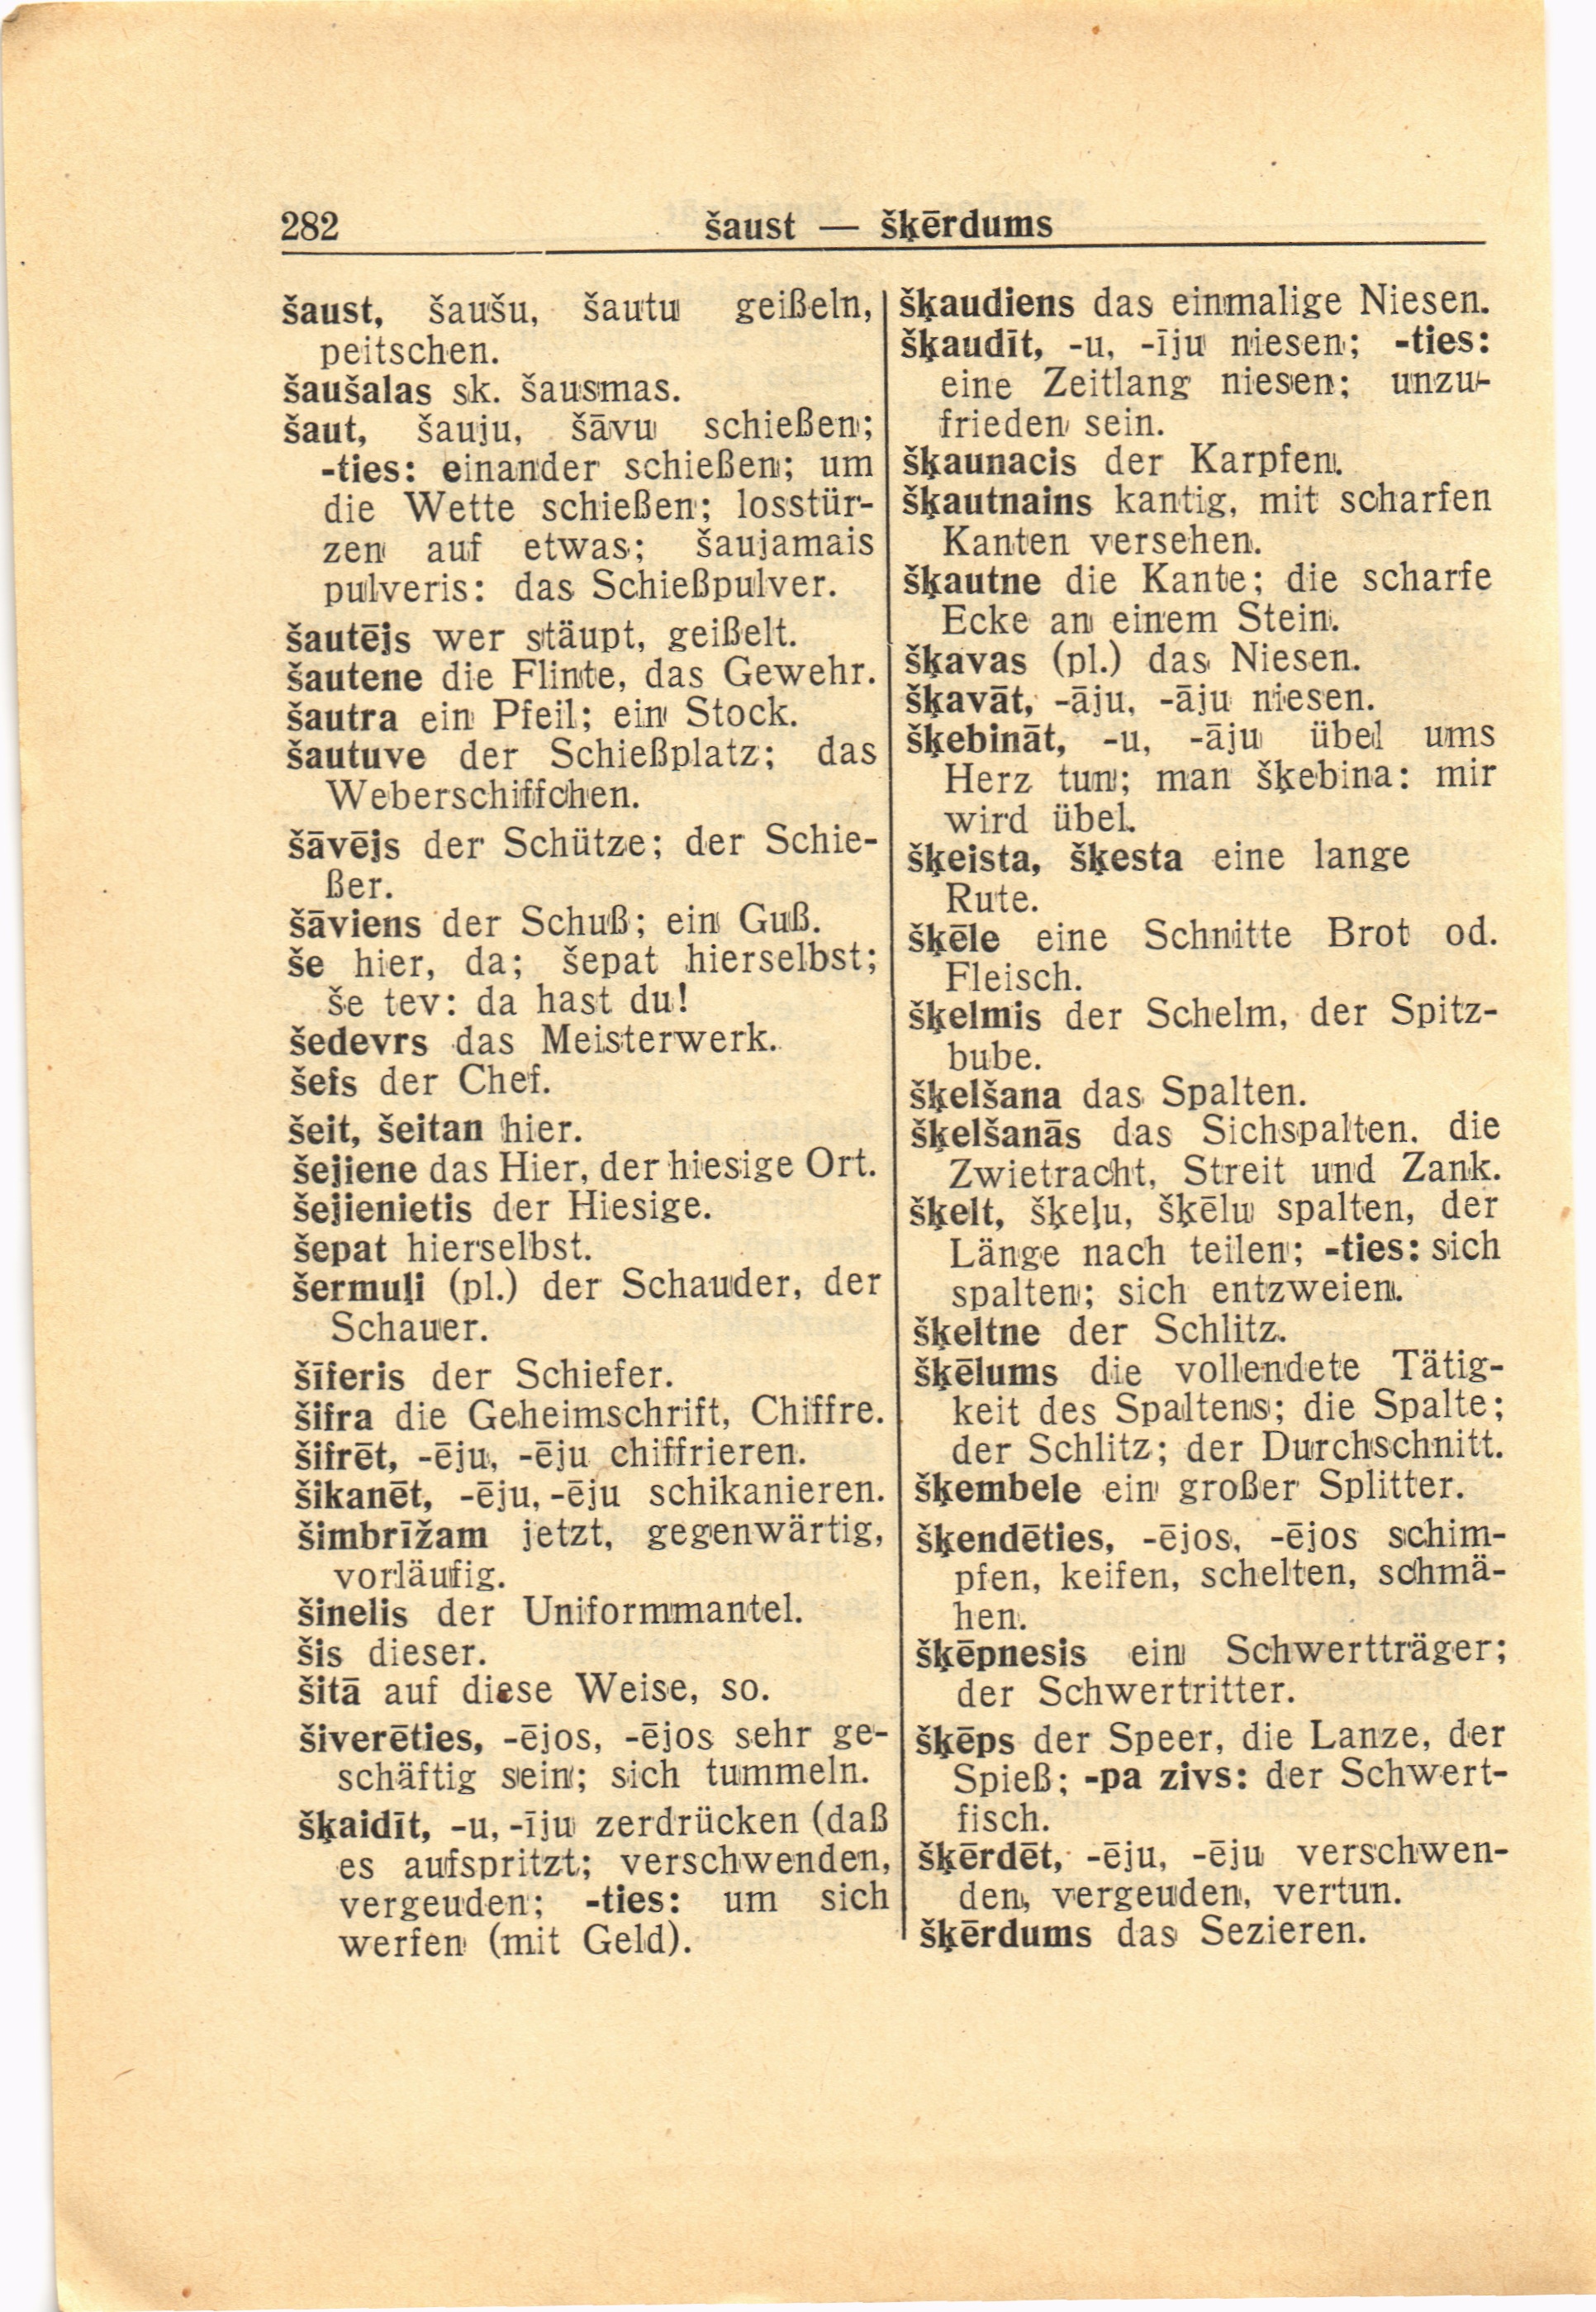 282
šaust — šķērdums
šaust, šaušu, šautu geißeln,
peitschen.
šaušalas sk. šausmas.
šaut, šauju, šāvu schießen;
-ties: einander schießen; um
die Wette schießen; losstür-
zen auf etwas; šaujamais
pulveris: das Schießpulver.
šautējs wer stäupt, geißelt.
šautene die Flinte, das Gewehr.
šautra ein Pfeil; ein Stock.
šautuve der Schießplatz; das
Weberschiffchen.
šāvējs der Schütze; der Schie-
ßer.
šāviens der Schuß; ein Guß.
še hier, da; šepat hierselbst;
še tev: da hast du!
šedevrs das Meisterwerk.
šefs der Chef.
šeit, šeitan hier.
šejiene das Hier, der hiesige Ort.
šejienietis der Hiesige.
šepat hierselbst.
šermuļi (pl.) der Schauder, der
Schauer.
šīferis der Schiefer.
šifra die Geheimschrift, Chiffre.
šifrēt, -ēju, -ēju chiffrieren.
šikanēt, -ēju, -ēju schikanieren.
šimbrīžam jetzt, gegenwärtig,
vorläufig.
šinelis der Uniformmantel.
šis dieser.
šitā auf diese Weise, so.
šiverēties, -ējos, -ējos sehr ge-
schäftig sein; sich tummeln.
šķaidīt, -u, -īju zerdrücken (daß
es aufspritzt; verschwenden,
vergeuden; -ties: um sich
werfen (mit Geld).
šķaudiens das einmalige Niesen.
šķaudīt, -u, -īju niesen; -ties:
eine Zeitlang niesen; unzu-
frieden sein.
šķaunacis der Karpfen.
šķautnains kantig, mit scharfen
Kanten versehen.
šķautne die Kante; die scharfe
Ecke an einem Stein.
šķavas (pl.) das Niesen.
šķavāt, -āju, -āju niesen.
šķebināt, -u, -āju übel ums
Herz tun; man šķebina: mir
wird übel.
šķeista, šķesta eine lange
Rute.
šķēle eine Schnitte Brot od.
Fleisch.
šķelmis der Schelm, der Spitz-
bube.
šķelšana das Spalten.
šķelšanās das Sichspalten. die
Zwietracht, Streit und Zank.
šķelt, šķeļu, šķēlu spalten, der
Länge nach teilen; -ties: sich
spalten; sich entzweien.
šķeltne der Schlitz.
šķēlums die vollendete Tätig-
keit des Spaltens; die Spalte;
der Schlitz; der Durchschnitt.
šķembele ein großer Splitter.
šķendēties, -ējos, -ējos schim-
pfen, keifen, schelten, schmä-
hen.
šķēpnesis ein Schwertträger;
der Schwertritter.
šķēps der Speer, die Lanze, der
Spieß; -pa zivs: der Schwert-
fisch.
šķērdēt, -ēju, -ēju verschwen-
den, vergeuden, vertun.
šķērdums das Sezieren.